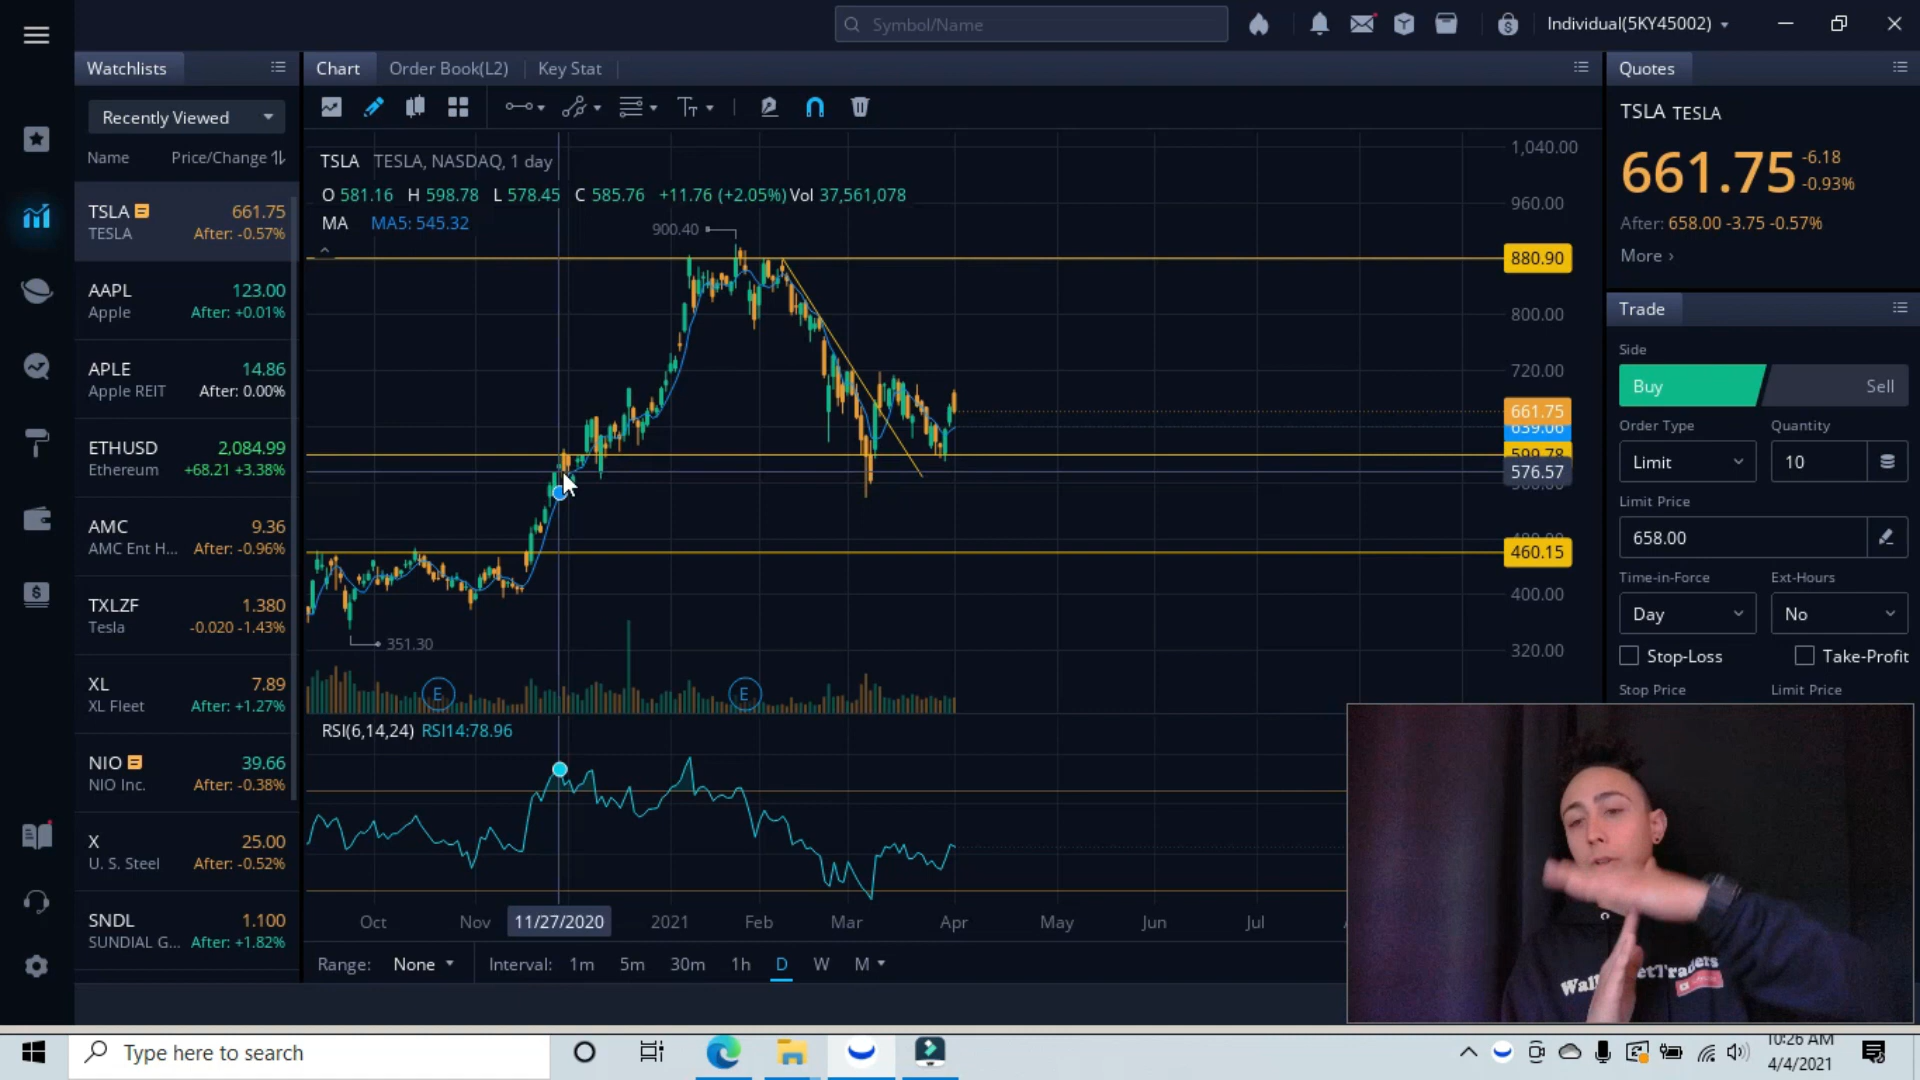 Symbol/Name
Individual(5KY45002)
Watchlists
Recently Viewed
Name Price/Change
TSLA 661.75
TESLA After: -0.57%
AAPL 123.00
Apple After: +0.01%
APLE 14.86
Apple REIT After: 0.00%
ETHUSD 2,084.99
Ethereum +68.21 +3.38%
AMC 9.36
AMC Ent H... After: -0.96%
TXLZF 1.380
Tesla -0.020 -1.43%
XL 7.89
XL Fleet After: +1.27%
NIO 39.66
NIO Inc. After: -0.38%
X 25.00
U. S. Steel After: -0.52%
SNDL 1.100
SUNDIAL G... After: +1.82%
Chart Order Book(L2) Key Stat
TSLA TESLA, NASDAQ, 1 day
O 581.16 H 598.78 L 578.45 C 585.76 +11.76 (+2.05%) Vol 37,561,078
MA MA5: 545.32
900.40
351.30
E E
1,040.00
960.00
880.90
800.00
720.00
661.75
639.06
599.78
576.57
460.15
400.00
320.00
RSI(6,14,24) RSI14:78.96
Oct Nov 11/27/2020 2021 Feb Mar Apr May Jun Jul
Range: None Interval: 1m 5m 30m 1h D W M
Quotes
TSLA TESLA
661.75 -6.18
-0.93%
After: 658.00 -3.75 -0.57%
More ›
Trade
Side
Buy Sell
Order Type Quantity
Limit 10
Limit Price
658.00
Time-in-Force Ext-Hours
Day No
Stop-Loss Take-Profit
Stop Price Limit Price
Type here to search
10:26 AM
4/4/2021